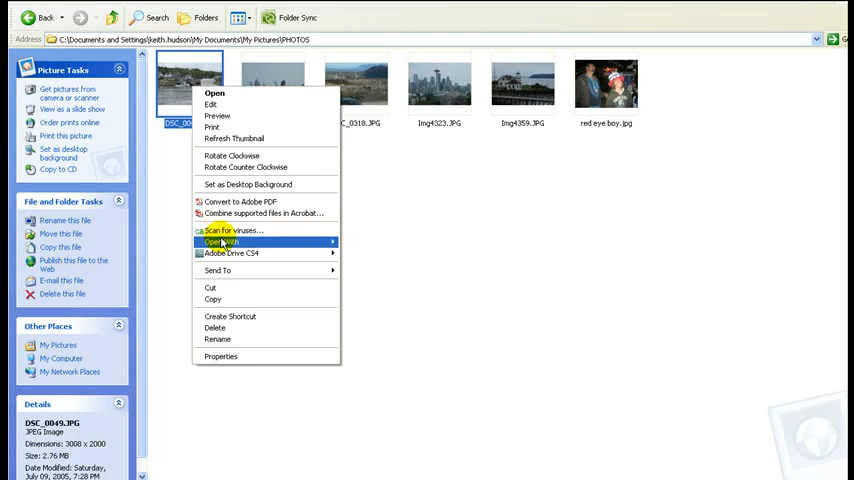 Back Search Folders Folder Sync
Address C:\Documents and Settings\keith.hudson\My Documents\My Pictures\PHOTOS
Picture Tasks
Get pictures from
camera or scanner
View as a slide show
Order prints online
Print this picture
Set as desktop
background
Copy to CD
File and Folder Tasks
Rename this file
Move this file
Copy this file
Publish this file to the
Web
E-mail this file
Delete this file
Other Places
My Pictures
My Computer
My Network Places
Details
DSC_0049.JPG
JPEG Image
Dimensions: 3008 x 2000
Size: 2.76 MB
Date Modified: Saturday,
July 09, 2005, 7:28 PM
Open
Edit
Preview
Print
Refresh Thumbnail
Rotate Clockwise
Rotate Counter Clockwise
Set as Desktop Background
Convert to Adobe PDF
Combine supported files in Acrobat...
Scan for viruses...
Open With
Adobe Drive CS4
Send To
Cut
Copy
Create Shortcut
Delete
Rename
Properties
C_0318.JPG
Img4323.JPG
Img4359.JPG
red eye boy.jpg